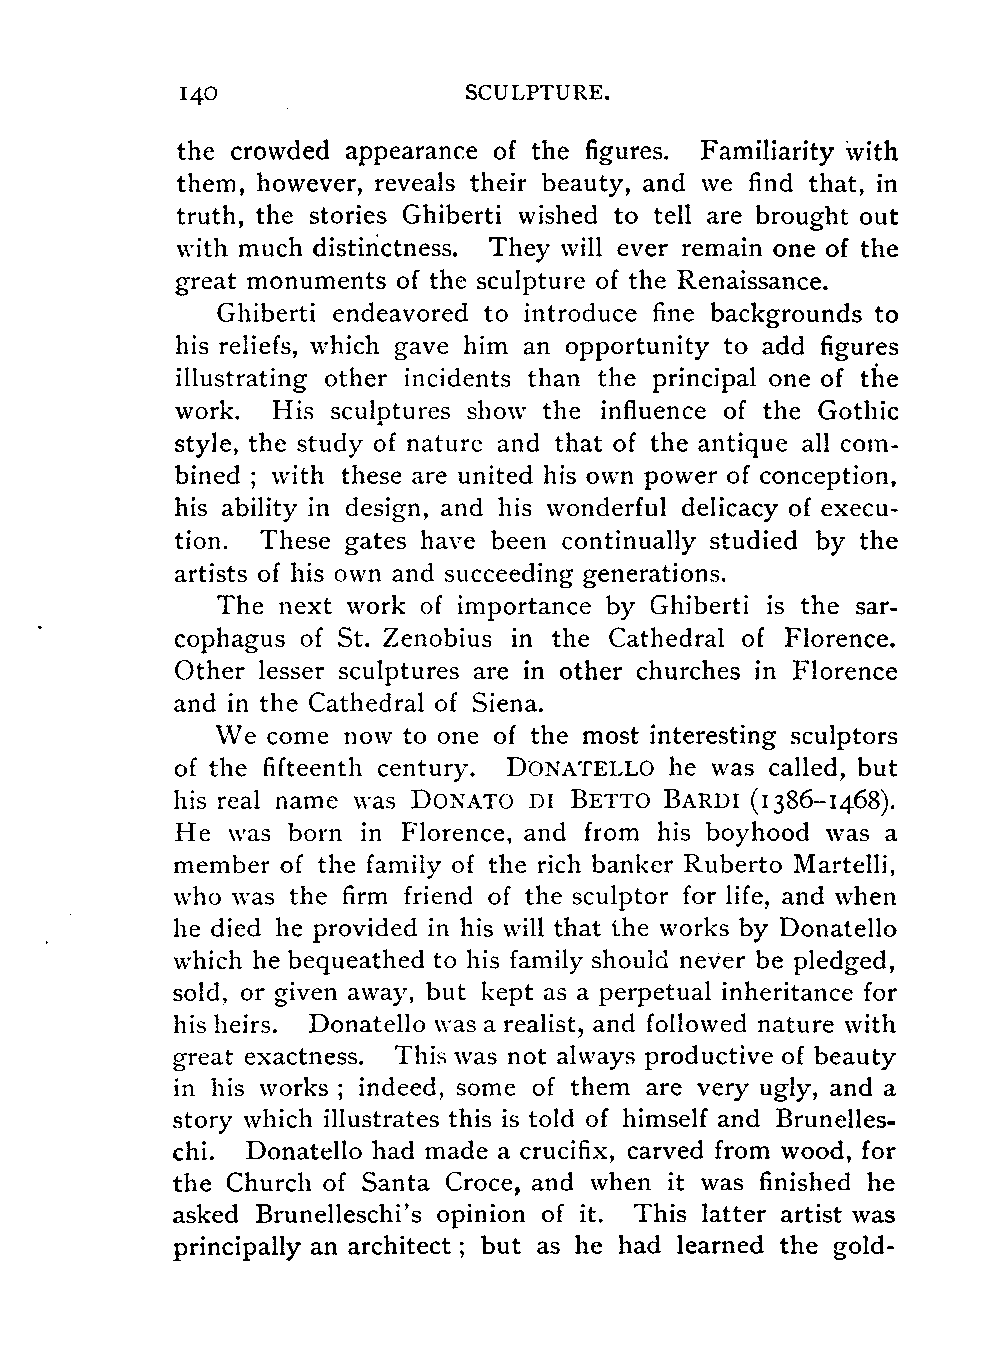 140 SCULPTURE.
the crowded appearance of the figures. Familiarity with
them, however, reveals their beauty, and we find that, in
truth, the stories Ghiberti wished to tell are brought out
with much distinctness. They will ever remain one of the
great monuments of the sculpture of the Renaissance.
Ghiberti endeavored to introduce fine backgrounds to
his reliefs, which gave him an opportunity to add figures
illustrating other incidents than the principal one of the
work. His sculptures show the influence of the Gothic
style, the study of nature and that of the antique all com-
bined ; with these are united his own power of conception,
his ability in design, and his wonderful delicacy of execu-
tion. These gates have been continually studied by the
artists of his own and succeeding generations.
The next work of importance by Ghiberti is the sar-
cophagus of St. Zenobius in the Cathedral of Florence.
Other lesser sculptures are in other churches in Florence
and in the Cathedral of Siena.
We come now to one of the most interesting sculptors
of the fifteenth century. DONATELLO he was called, but
his real name was DONATO DI BETTO BARDI (1386–1468).
He was born in Florence, and from his boyhood was a
member of the family of the rich banker Ruberto Martelli,
who was the firm friend of the sculptor for life, and when
he died he provided in his will that the works by Donatello
which he bequeathed to his family should never be pledged,
sold, or given away, but kept as a perpetual inheritance for
his heirs. Donatello was a realist, and followed nature with
great exactness. This was not always productive of beauty
in his works ; indeed, some of them are very ugly, and a
story which illustrates this is told of himself and Brunelles-
chi. Donatello had made a crucifix, carved from wood, for
the Church of Santa Croce, and when it was finished he
asked Brunelleschi's opinion of it. This latter artist was
principally an architect ; but as he had learned the gold-